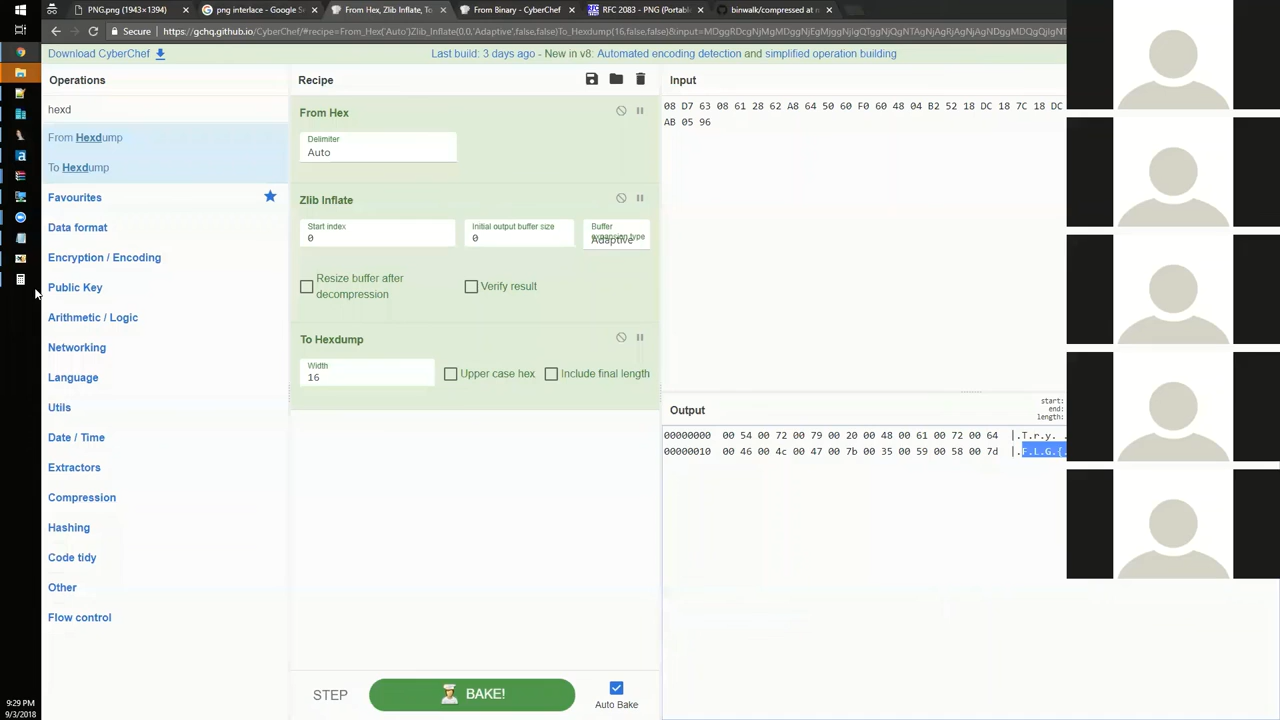 PNG.png (1943×1394)
png interlace - Google S
From Hex, Zlib Inflate, To
From Binary - CyberChef
RFC 2083 - PNG (Portab
binwalk/compressed at m
Secure
https://gchq.github.io/CyberChef/#recipe=From_Hex('Auto')Zlib_Inflate(0,0,'Adaptive',false,false)To_Hexdump(16,false,false)&input=
Download CyberChef
Last build: 3 days ago - New in v8: Automated encoding detection and simplified operation building
Operations
Recipe
Input
hexd
From Hexdump
To Hexdump
Favourites
Data format
Encryption / Encoding
Public Key
Arithmetic / Logic
Networking
Language
Utils
Date / Time
Extractors
Compression
Hashing
Code tidy
Other
Flow control
From Hex
Delimiter
Auto
Zlib Inflate
Start index
0
Initial output buffer size
0
Buffer
expansion type
Adaptive
Resize buffer after
decompression
Verify result
To Hexdump
Width
16
Upper case hex
Include final length
STEP
BAKE!
Auto Bake
08 D7 63 08 61 28 62 A8 64 50 60 F0 60 48 04 B2 52 18 DC 18 7C 18 DC
AB 05 96
Output
start:
end:
length:
00000000 00 54 00 72 00 79 00 20 00 48 00 61 00 72 00 64 |.T.r.y. .
00000010 00 46 00 4c 00 47 00 7b 00 35 00 59 00 58 00 7d |.F.L.G.{.
9:29 PM
9/3/2018